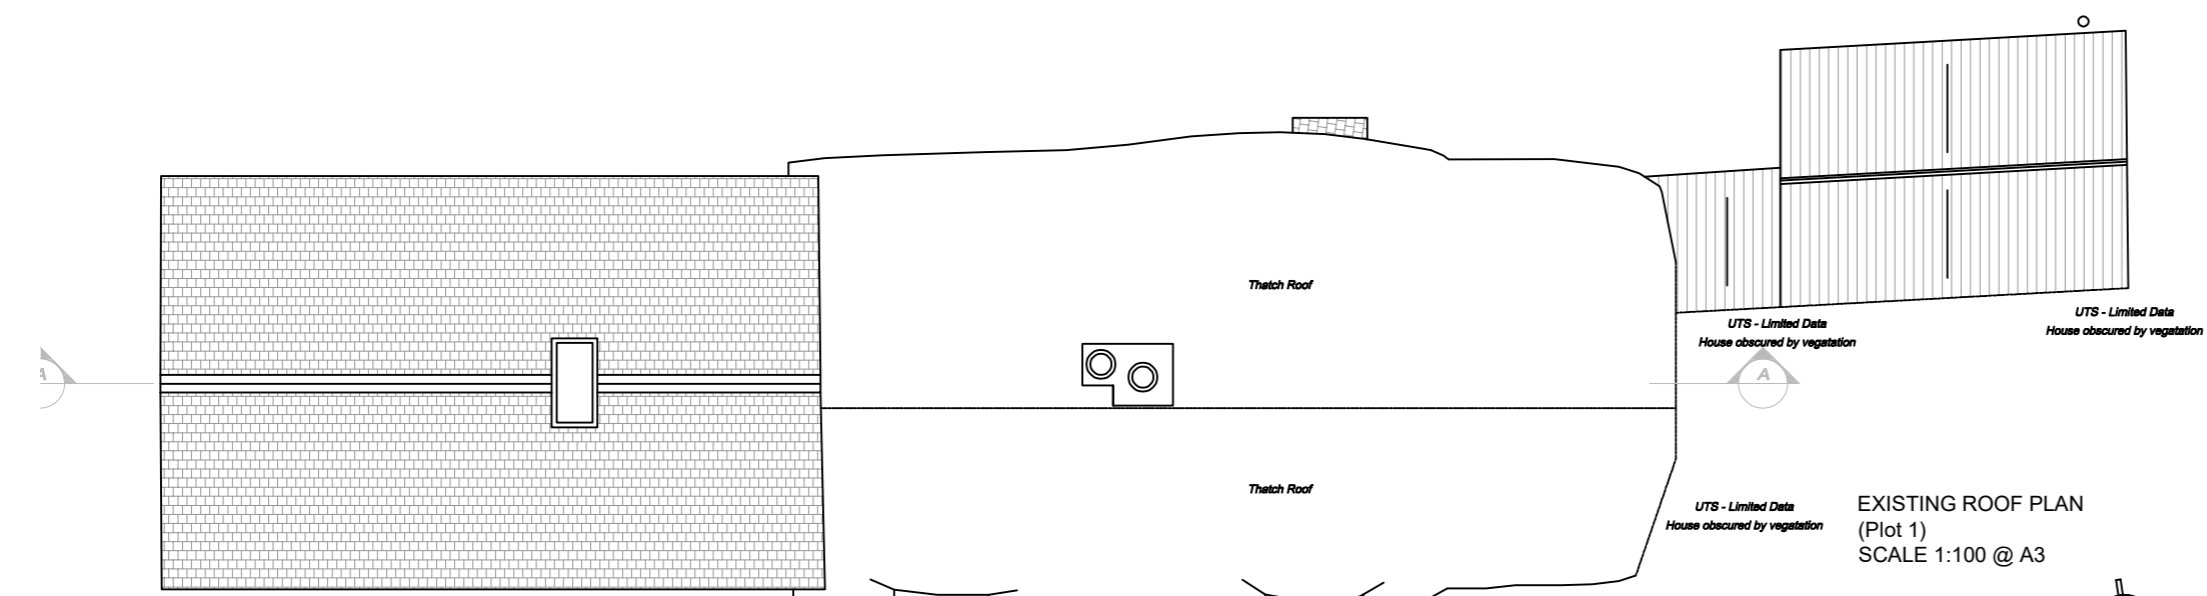 Thatch Roof
UTS - Limited Data
House obscured by vegatation
UTS - Limited Data
House obscured by vegatation
A
A
Thatch Roof
UTS - Limited Data
House obscured by vegatation
EXISTING ROOF PLAN
(Plot 1)
SCALE 1:100 @ A3